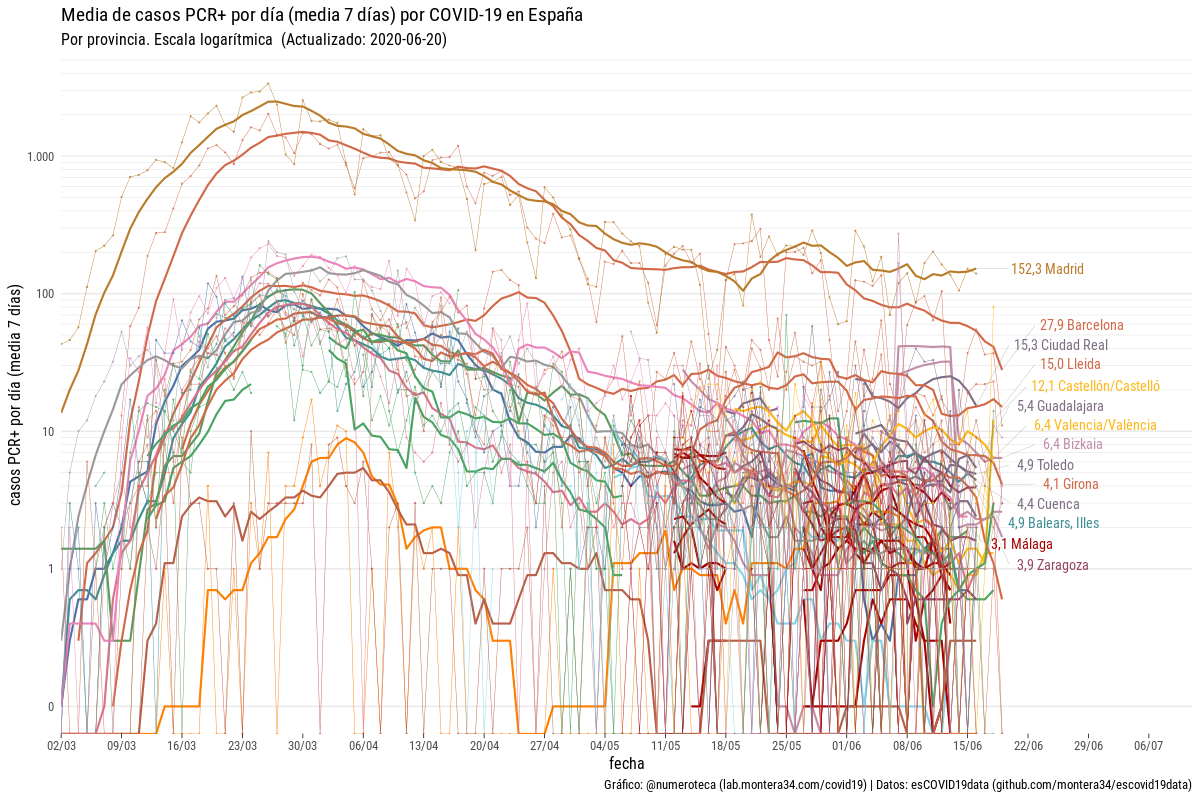 Media de casos PCR+ por día (media 7 días) por COVID-19 en España
Por provincia. Escala logarítmica (Actualizado: 2020-06-20)
casos PCR+ por día (media 7 días)
1.000
100
10
1
0
152,3 Madrid
27,9 Barcelona
15,3 Ciudad Real
15,0 Lleida
12,1 Castellón/Castelló
5,4 Guadalajara
6,4 Valencia/València
6,4 Bizkaia
4,9 Toledo
4,1 Girona
4,4 Cuenca
4,9 Balears, Illes
3,1 Málaga
3,9 Zaragoza
02/03 09/03 16/03 23/03 30/03 06/04 13/04 20/04 27/04 04/05 11/05 18/05 25/05 01/06 08/06 15/06 22/06 29/06 06/07
fecha
Gráfico: @numeroteca (lab.montera34.com/covid19) | Datos: esCOVID19data (github.com/montera34/escovid19data)